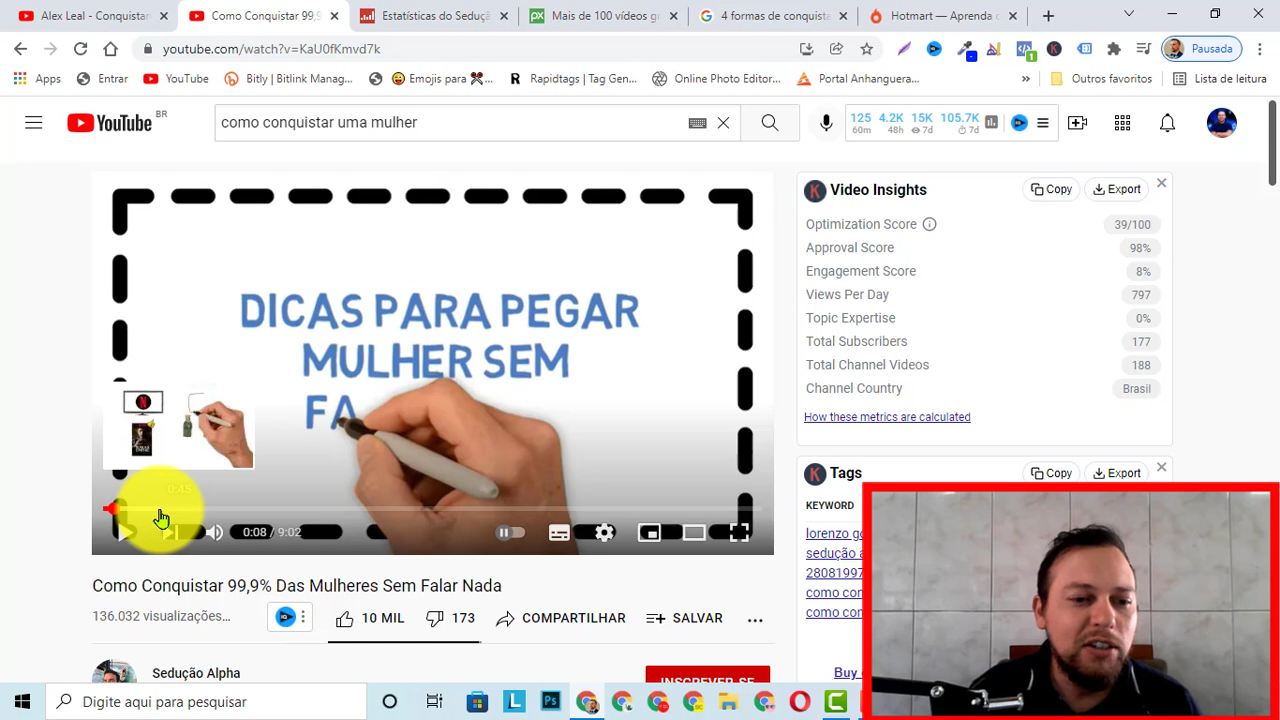 Alex Leal - Conquistam
Como Conquistar 99,9%
Estatísticas do Seduçã
Mais de 100 vídeos gr
4 formas de conquista
Hotmart — Aprenda o
youtube.com/watch?v=KaU0fKmvd7k
1
Pausada
Apps
Entrar
YouTube
Bitly | Bitlink Manag...
Emojis para
Rapidtags | Tag Gen...
Online Photo Editor...
Portal Anhanguera...
»
Outros favoritos
Lista de leitura
YouTube BR
como conquistar uma mulher
125 4.2K 15K 105.7K
60m 48h 7d 7d
DICAS PARA PEGAR
MULHER SEM
FA
0:45
0:08 / 9:02
Video Insights
Copy
Export
Optimization Score 39/100
Approval Score 98%
Engagement Score 8%
Views Per Day 797
Topic Expertise 0%
Total Subscribers 177
Total Channel Videos 188
Channel Country Brasil
How these metrics are calculated
Tags
Copy
Export
KEYWORD
lorenzo go
sedução a
28081997
como con
como con
Buy
Como Conquistar 99,9% Das Mulheres Sem Falar Nada
136.032 visualizações...
10 MIL
173
COMPARTILHAR
SALVAR
Sedução Alpha
INSCREVER-SE
Digite aqui para pesquisar